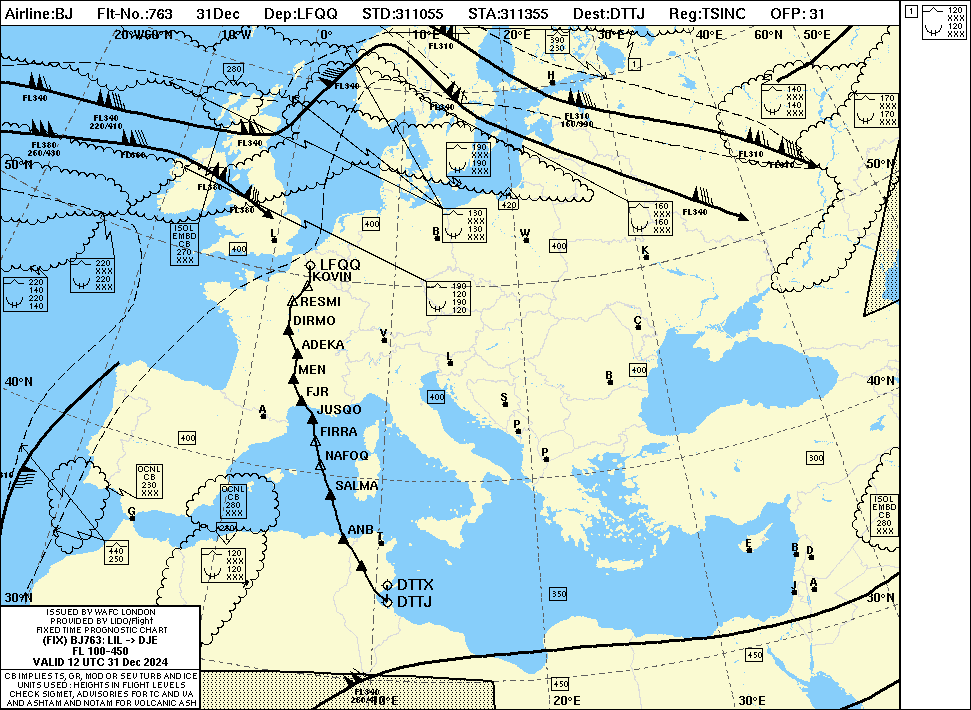 Airline:BJ Flt-No.:763 31Dec Dep:LFQQ STD:311055 STA:311355 Dest:DTTJ Reg:TSINC OFP: 31
1
120
XXX
120
XXX
20°W 60°N 10°W 0° 10°E 20°E 30°E 40°E 60°N 50°E
FL310
390
230
1
280
H
FL340
FL340
FL340
140
XXX
140
XXX
170
XXX
170
XXX
FL340
220/410
FL310
160/390
FL380
260/430
FL380
FL340
190
XXX
190
XXX
FL310
50°N
50°N
FL380
FL380
420
FL340
ISOL
EMBD
CB
270
XXX
L
400
400
B
130
XXX
130
XXX
W
400
160
XXX
160
XXX
K
220
XXX
220
XXX
140
220
140
220
140
LFQQ
KOVIN
RESMI
DIRMO
ADEKA
MEN
FJR
JUSQO
FIRRA
NAFOQ
SALMA
ANB
DTTX
DTTJ
190
120
190
120
V
L
C
400
B
400
S
P
P
40°N
40°N
A
400
300
OCNL
CB
230
XXX
OCNL
CB
280
XXX
280
G
440
250
120
XXX
120
XXX
T
ISOL
EMBD
CB
280
XXX
E
B
D
J
A
350
30°N
30°N
450
450
FL340
10°E
20°E
30°E
ISSUED BY WAFC LONDON
PROVIDED BY LIDO/Flight
FIXED TIME PROGNOSTIC CHART
(FIX) BJ763: LIL -> DJE
FL 100-450
VALID 12 UTC 31 Dec 2024
CB IMPLIES TS, GR, MOD OR SEV TURB AND ICE
UNITS USED : HEIGHTS IN FLIGHT LEVELS
CHECK SIGMET, ADVISORIES FOR TC AND VA
AND ASHTAM AND NOTAM FOR VOLCANIC ASH